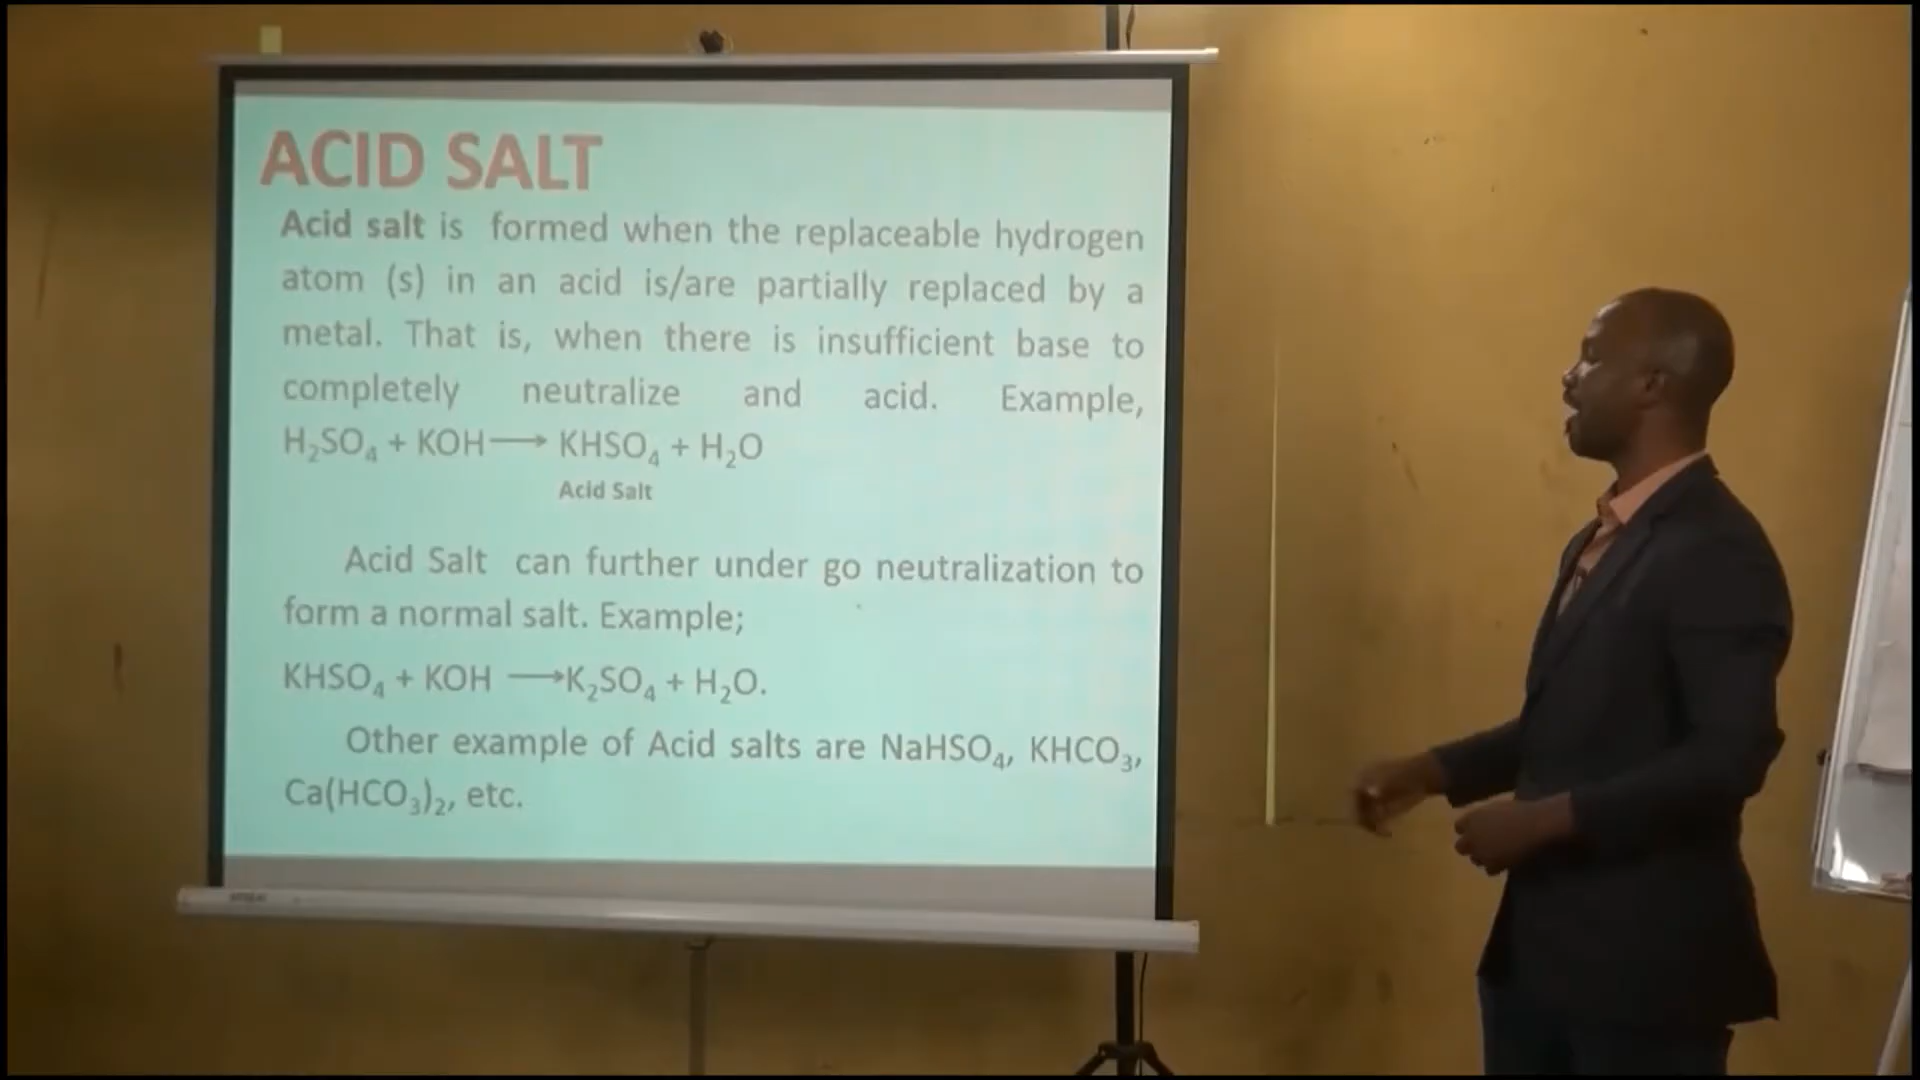 ACID SALT
Acid salt is formed when the replaceable hydrogen
atom (s) in an acid is/are partially replaced by a
metal. That is, when there is insufficient base to
completely neutralize and acid. Example,
H₂SO₄ + KOH⟶ KHSO₄ + H₂O
Acid Salt
Acid Salt can further under go neutralization to
form a normal salt. Example;
KHSO₄ + KOH ⟶K₂SO₄ + H₂O.
Other example of Acid salts are NaHSO₄, KHCO₃,
Ca(HCO₃)₂, etc.